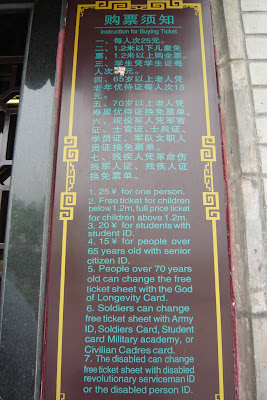 购票须知
Instruction for Buying Ticket
一、每人次25元。
二、1.2米以下儿童免
票，1.2米以上购全票。
三、学生凭学生证每
人次20元。
四、65岁以上老人凭
老年优待证每人次15
元。
五、70岁以上老人凭
寿星优待证换免票单。
六、现役军人凭军官
证、士官证、士兵证、
学员证、军队文职人
员证换免票单。
七、残疾人凭革命伤
残军人证、残疾人证
换免票单。
1. 25 ¥ for one person.
2. Free ticket for children
below 1.2m, full price ticket
for children above 1.2m.
3. 20 ¥ for students with
student ID.
4. 15 ¥ for people over
65 years old with senior
citizen ID.
5. People over 70 years
old can change the free
ticket sheet with the God
of Longevity Card.
6. Soldiers can change
free ticket sheet with Army
ID, Soldiers Card, Student
card Military academy, or
Civilian Cadres card.
7. The disabled can change
free ticket sheet with disabled
revolutionary serviceman ID
or the disabled person ID.